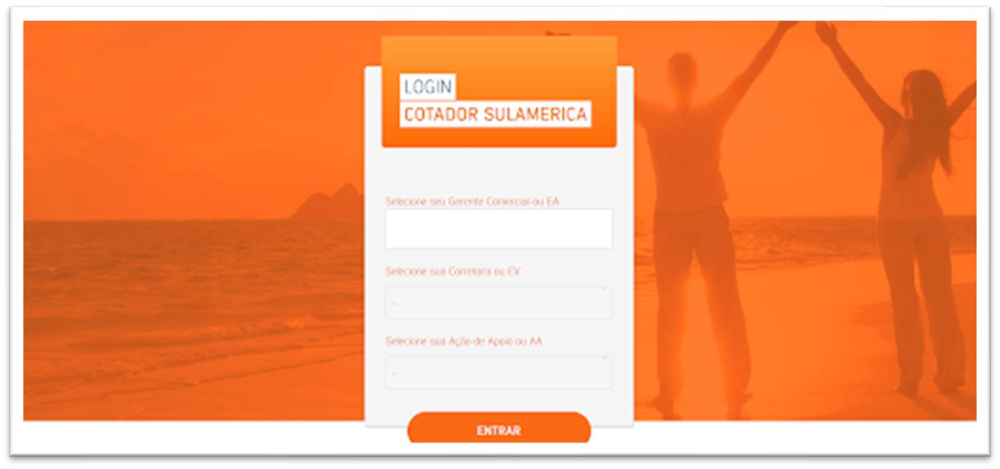 LOGIN
COTADOR SULAMERICA
Selecione seu Gerente Comercial ou EA
Selecione sua Corretora ou EV
Selecione sua Ação de Apoio ou AA
ENTRAR